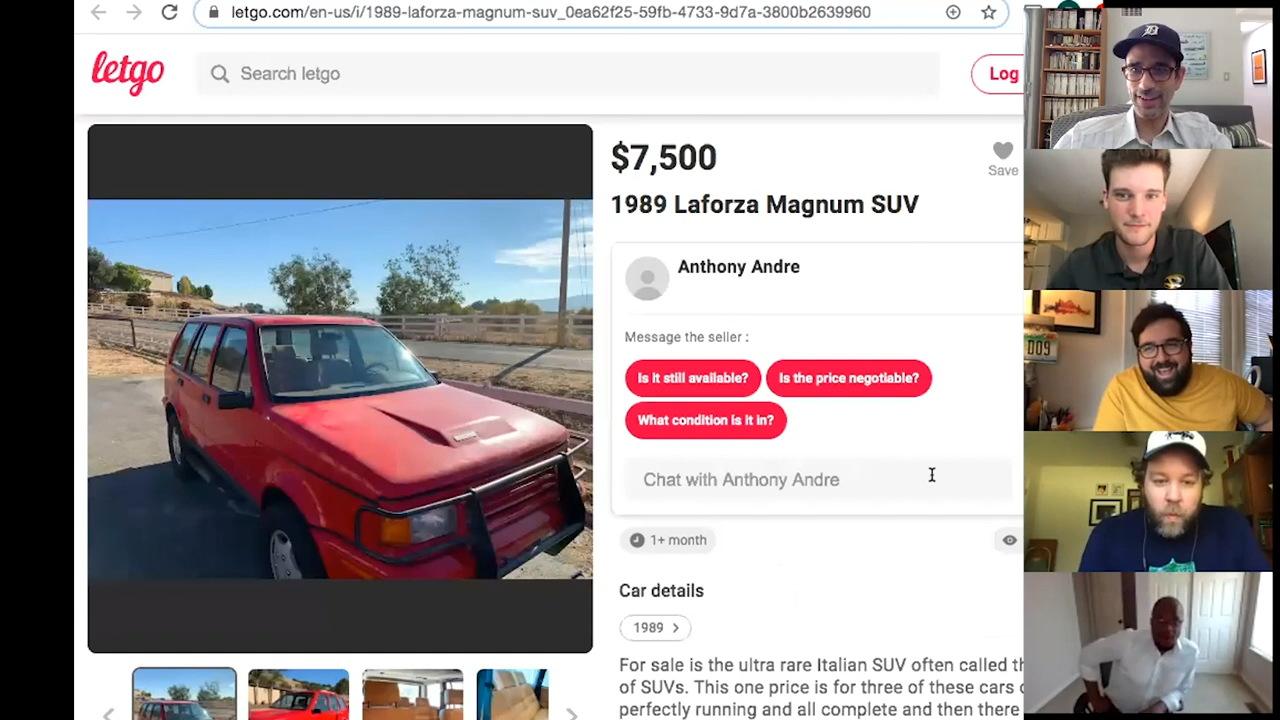 letgo.com/en-us/i/1989-laforza-magnum-suv_0ea62f25-59fb-4733-9d7a-3800b2639960
letgo
Search letgo
Log
$7,500
Save
1989 Laforza Magnum SUV
Anthony Andre
Message the seller :
Is it still available?
Is the price negotiable?
What condition is it in?
Chat with Anthony Andre
1+ month
Car details
1989 >
For sale is the ultra rare Italian SUV often called th
of SUVs. This one price is for three of these cars
perfectly running and all complete and then there
D
D09